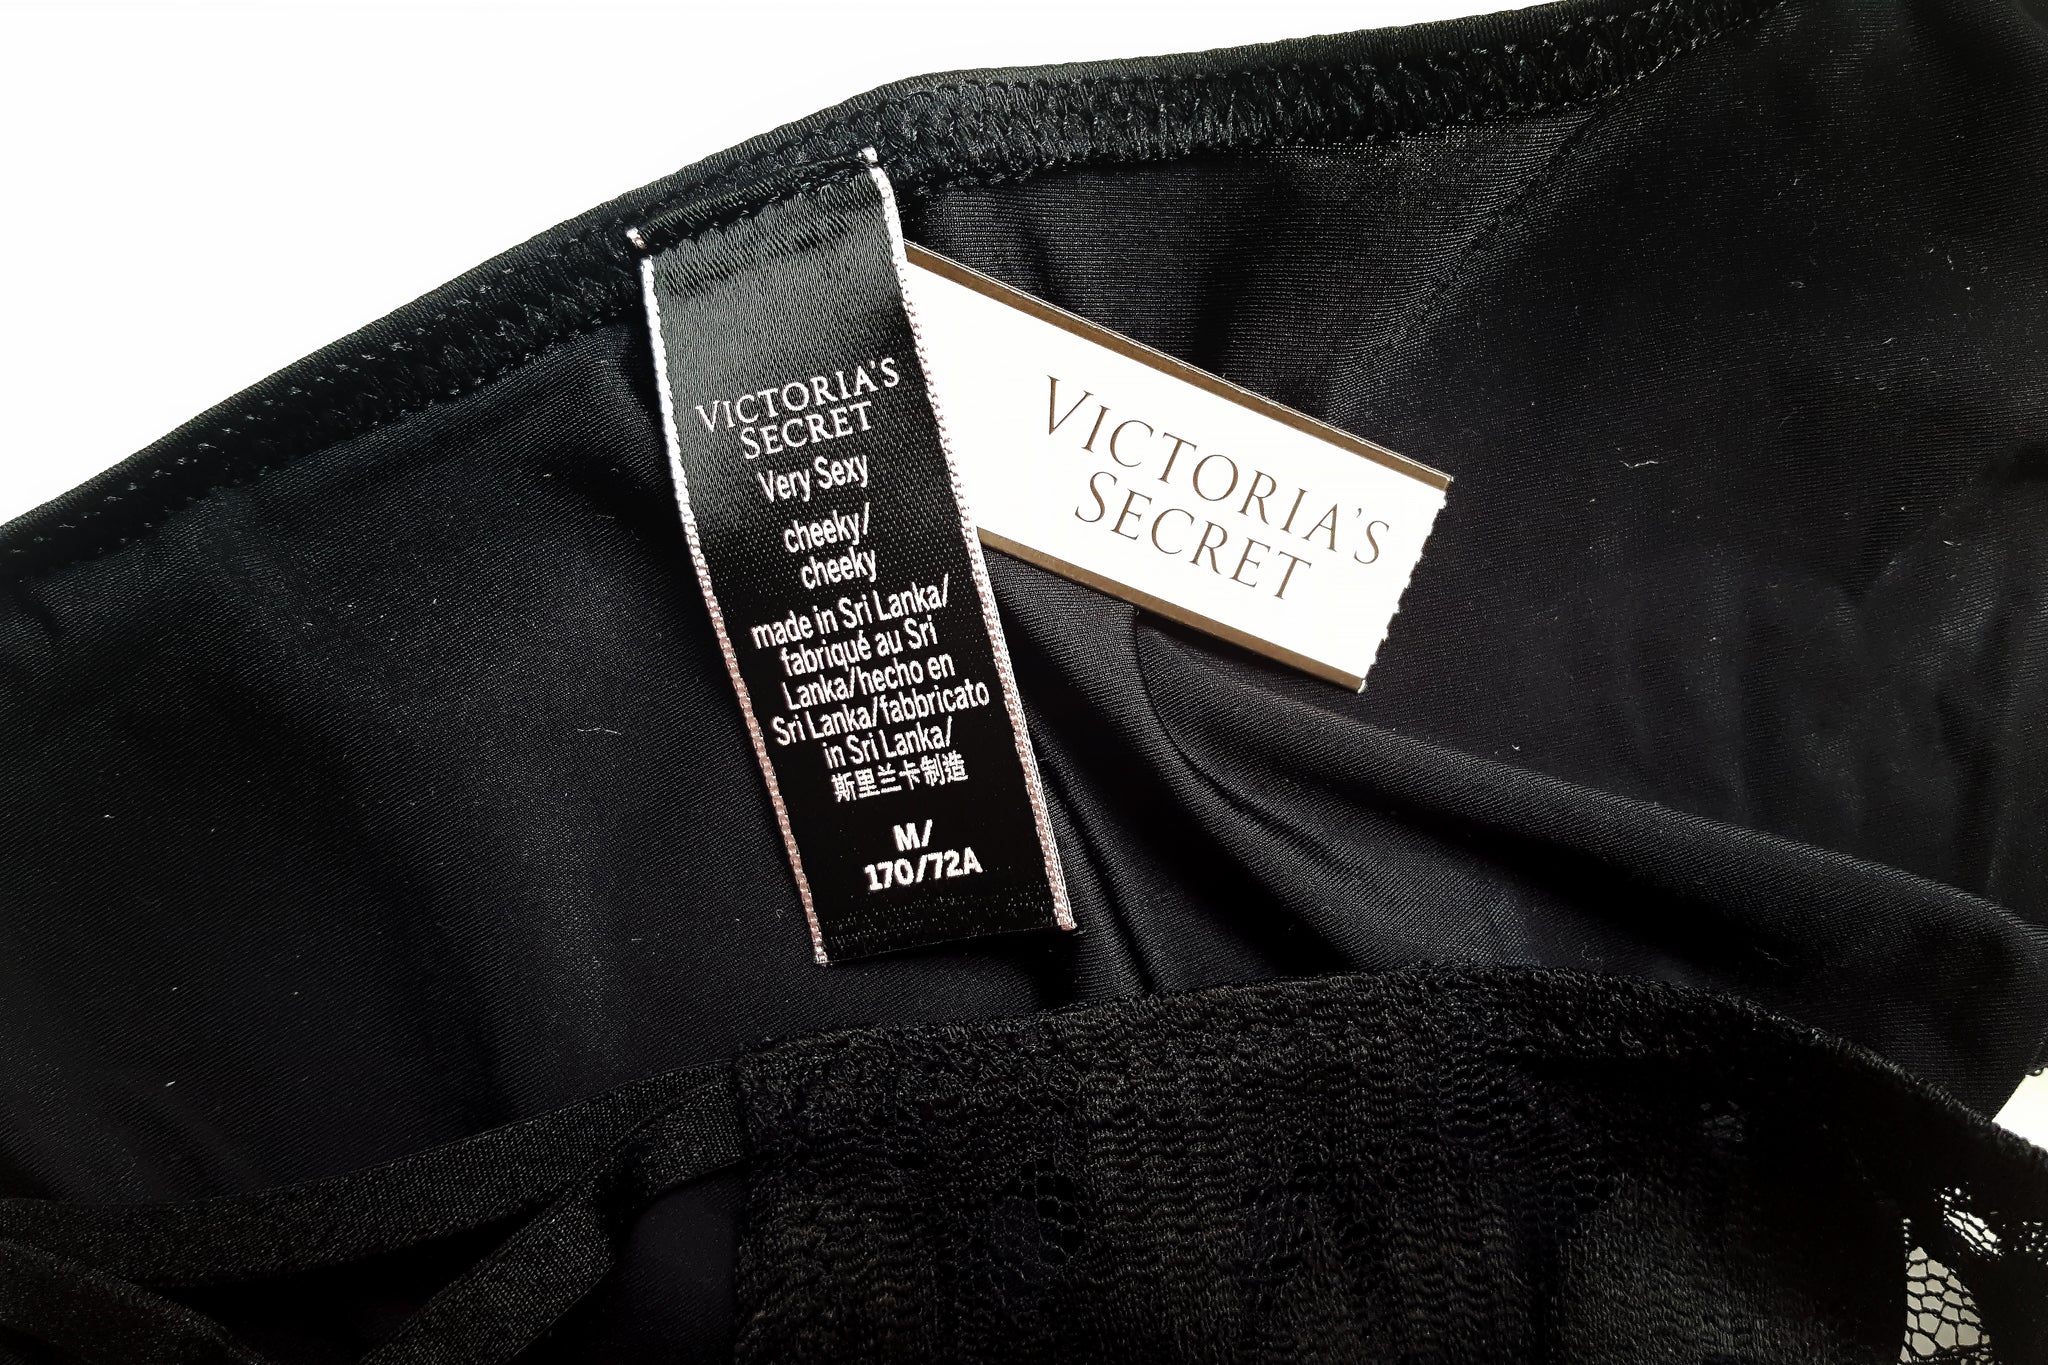 VICTORIA'S
SECRET
Very Sexy
cheeky/
cheeky
made in Sri Lanka/
fabriqué au Sri
Lanka/hecho en
Sri Lanka/fabbricato
in Sri Lanka/
斯里兰卡制造
M/
170/72A
VICTORIA'S
SECRET